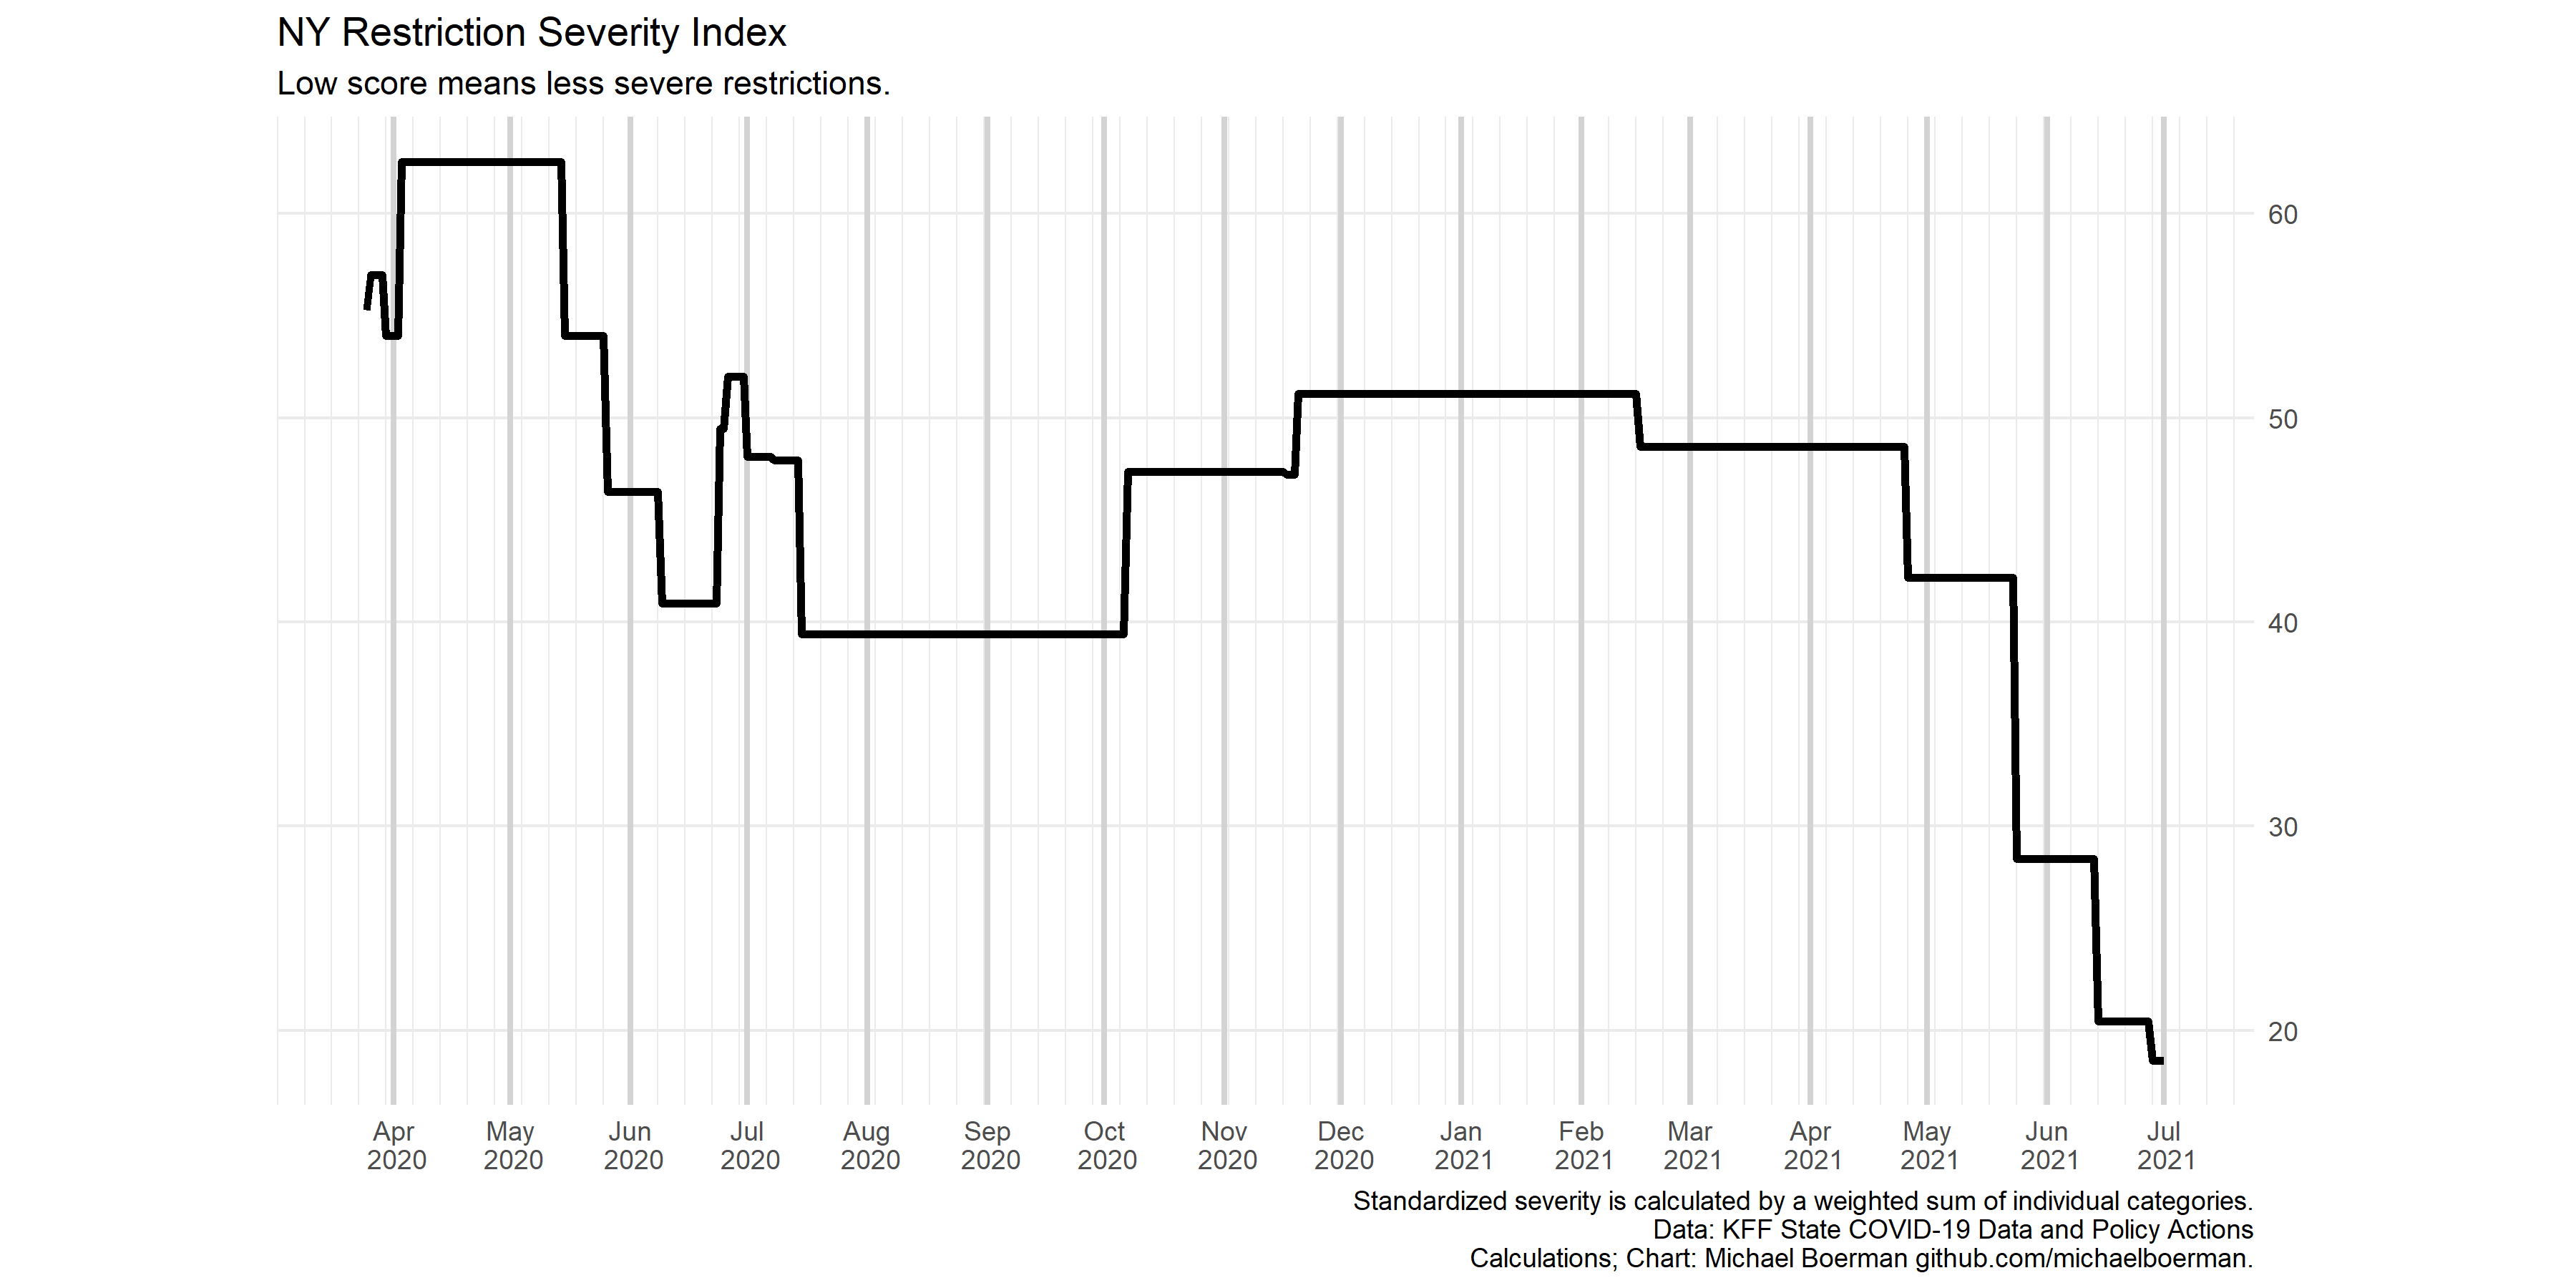 NY Restriction Severity Index
Low score means less severe restrictions.
60
50
40
30
20
Apr May Jun Jul Aug Sep Oct Nov Dec Jan Feb Mar Apr May Jun Jul
2020 2020 2020 2020 2020 2020 2020 2020 2020 2021 2021 2021 2021 2021 2021 2021
Standardized severity is calculated by a weighted sum of individual categories.
Data: KFF State COVID-19 Data and Policy Actions
Calculations; Chart: Michael Boerman github.com/michaelboerman.